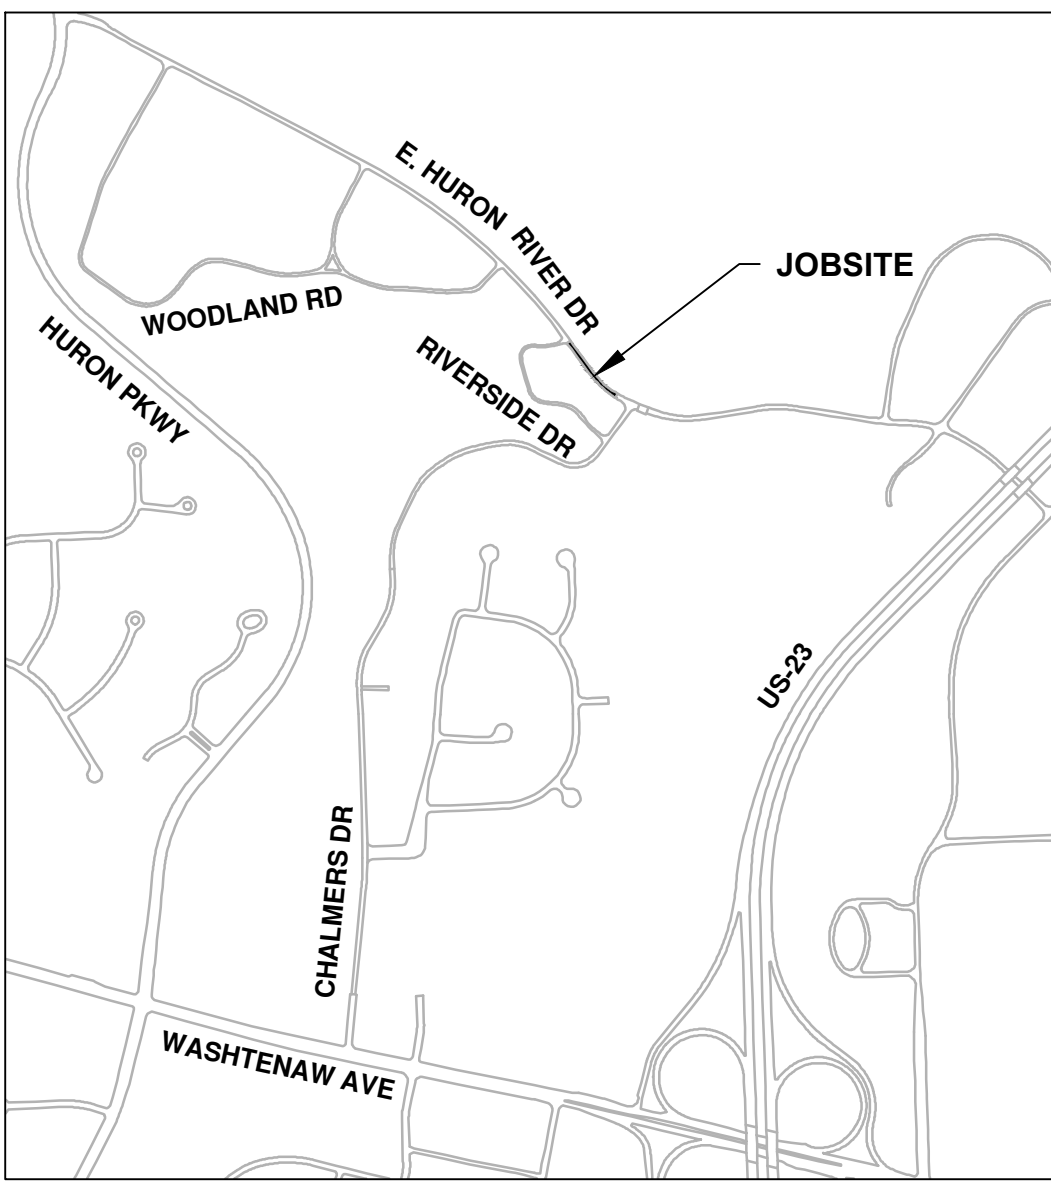 E. HURON RIVER DR
JOBSITE
WOODLAND RD
HURON PKWY
RIVERSIDE DR
US-23
CHALMERS DR
WASHTENAW AVE